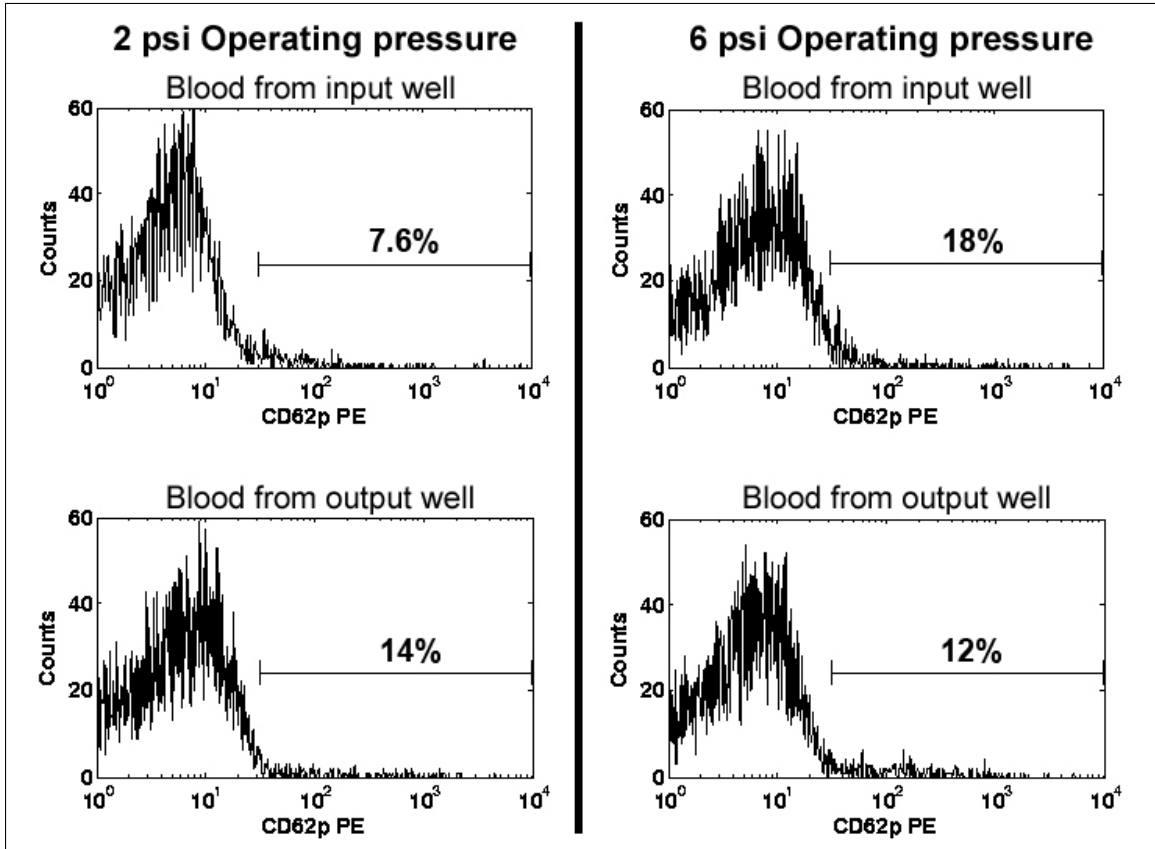 2 psi Operating pressure
Blood from input well
60
40
20
0
Counts
7.6%
10^0 10^1 10^2 10^3 10^4
CD62p PE
Blood from output well
60
40
20
0
Counts
14%
10^0 10^1 10^2 10^3 10^4
CD62p PE
6 psi Operating pressure
Blood from input well
60
40
20
0
Counts
18%
10^0 10^1 10^2 10^3 10^4
CD62p PE
Blood from output well
60
40
20
0
Counts
12%
10^0 10^1 10^2 10^3 10^4
CD62p PE